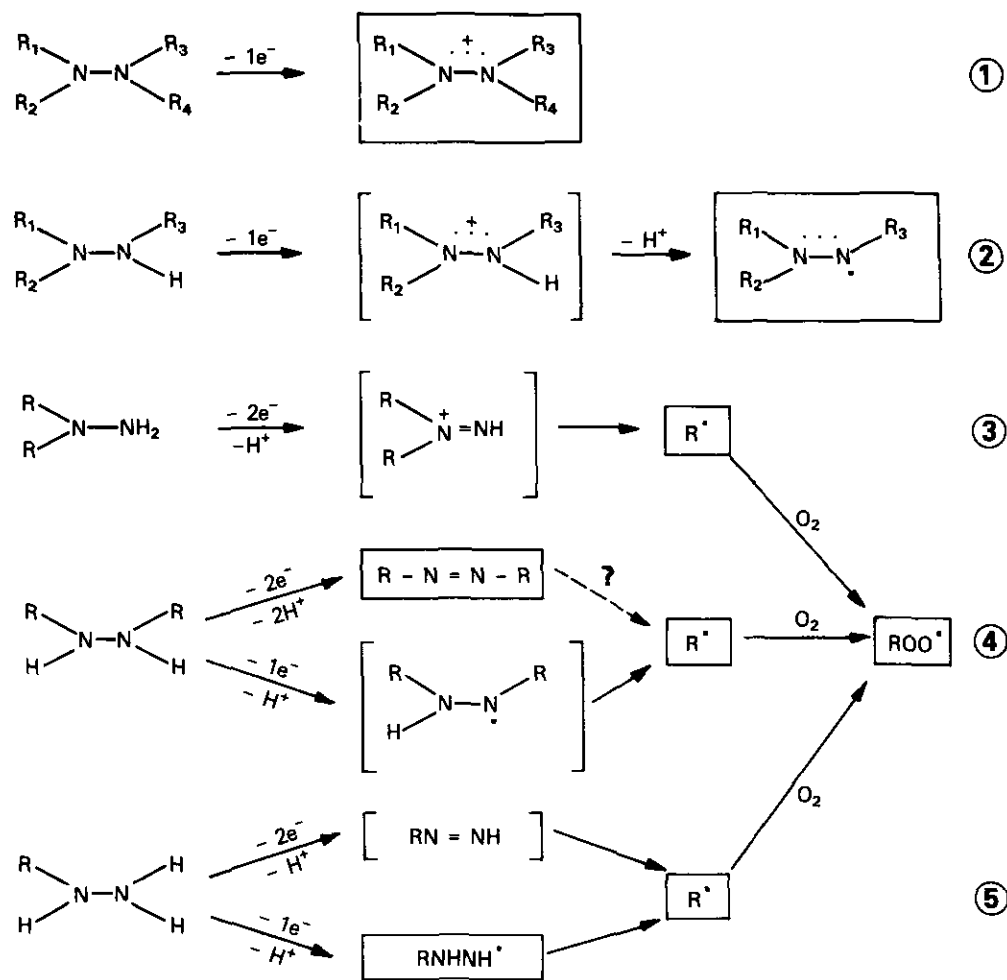 R₁ R₃ - 1e⁻ R₁ + R₃
N — N N ··· N ①
R₂ R₄ R₂ R₄
R₁ R₃ - 1e⁻ R₁ + R₃ - H⁺ R₁ ··· R₃
N — N N ··· N N — N• ②
R₂ H R₂ H R₂
R - 2e⁻ R +
N — NH₂ -H⁺ N = NH R• ③
R R O₂
- 2e⁻ R - N = N - R ?
R R - 2H⁺
N — N R• O₂ ROO• ④
H H - 1e⁻ R R
- H⁺ N — N•
H
O₂
- 2e⁻ RN = NH
R H - H⁺
N — N R• ⑤
H H - 1e⁻
- H⁺ RNHNH•